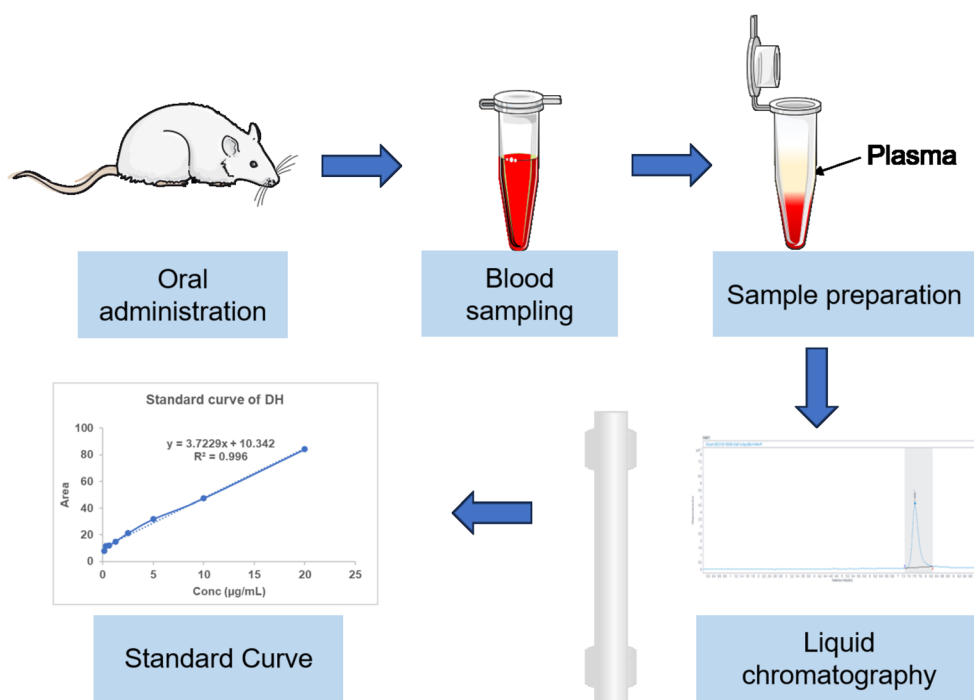 Plasma
Oral
administration
Blood
sampling
Sample preparation
Standard curve of DH
y = 3.7229x + 10.342
R² = 0.996
100
80
60
40
20
0
Area
0 5 10 15 20 25
Conc (µg/mL)
Standard Curve
Liquid
chromatography